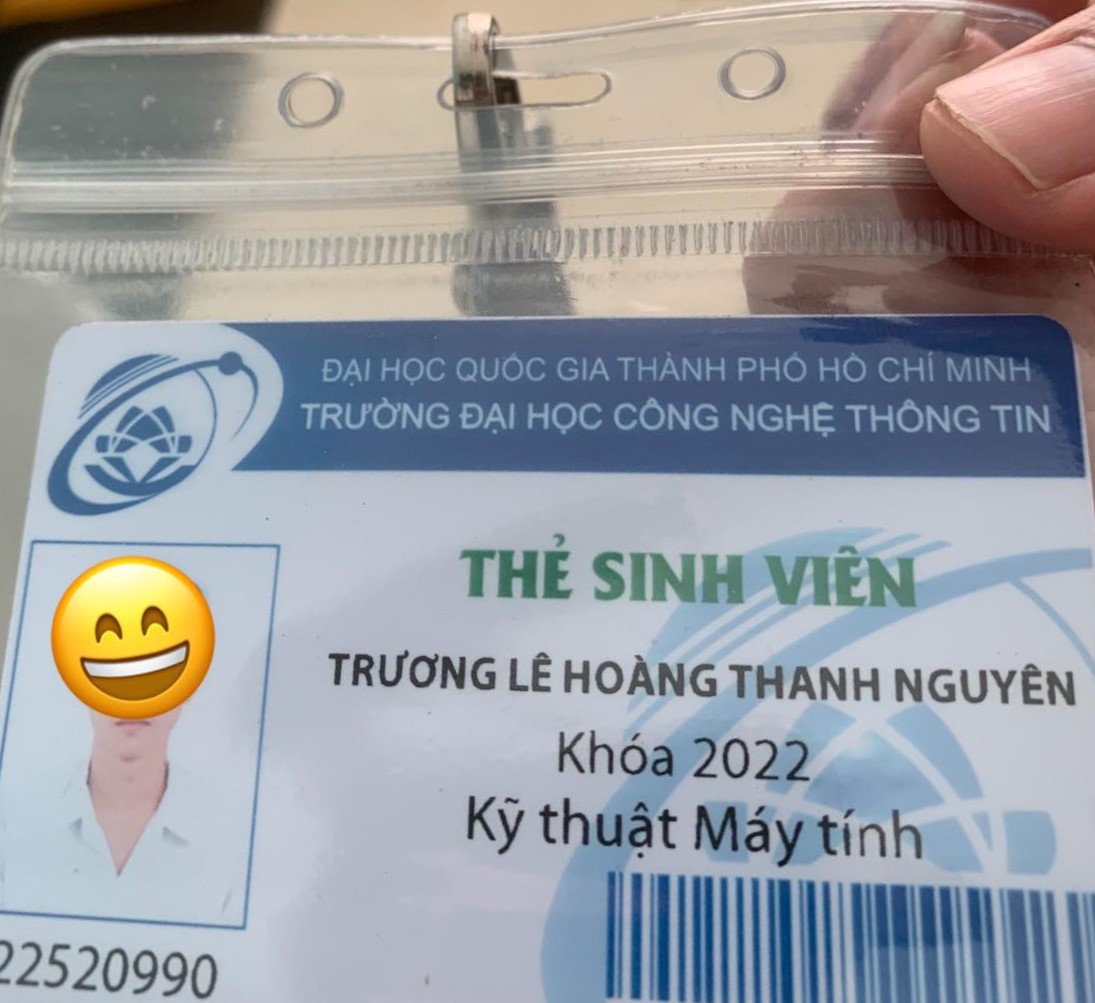 ĐẠI HỌC QUỐC GIA THÀNH PHỐ HỒ CHÍ MINH
TRƯỜNG ĐẠI HỌC CÔNG NGHỆ THÔNG TIN
THẺ SINH VIÊN
TRƯƠNG LÊ HOÀNG THANH NGUYÊN
Khóa 2022
Kỹ thuật Máy tính
22520990